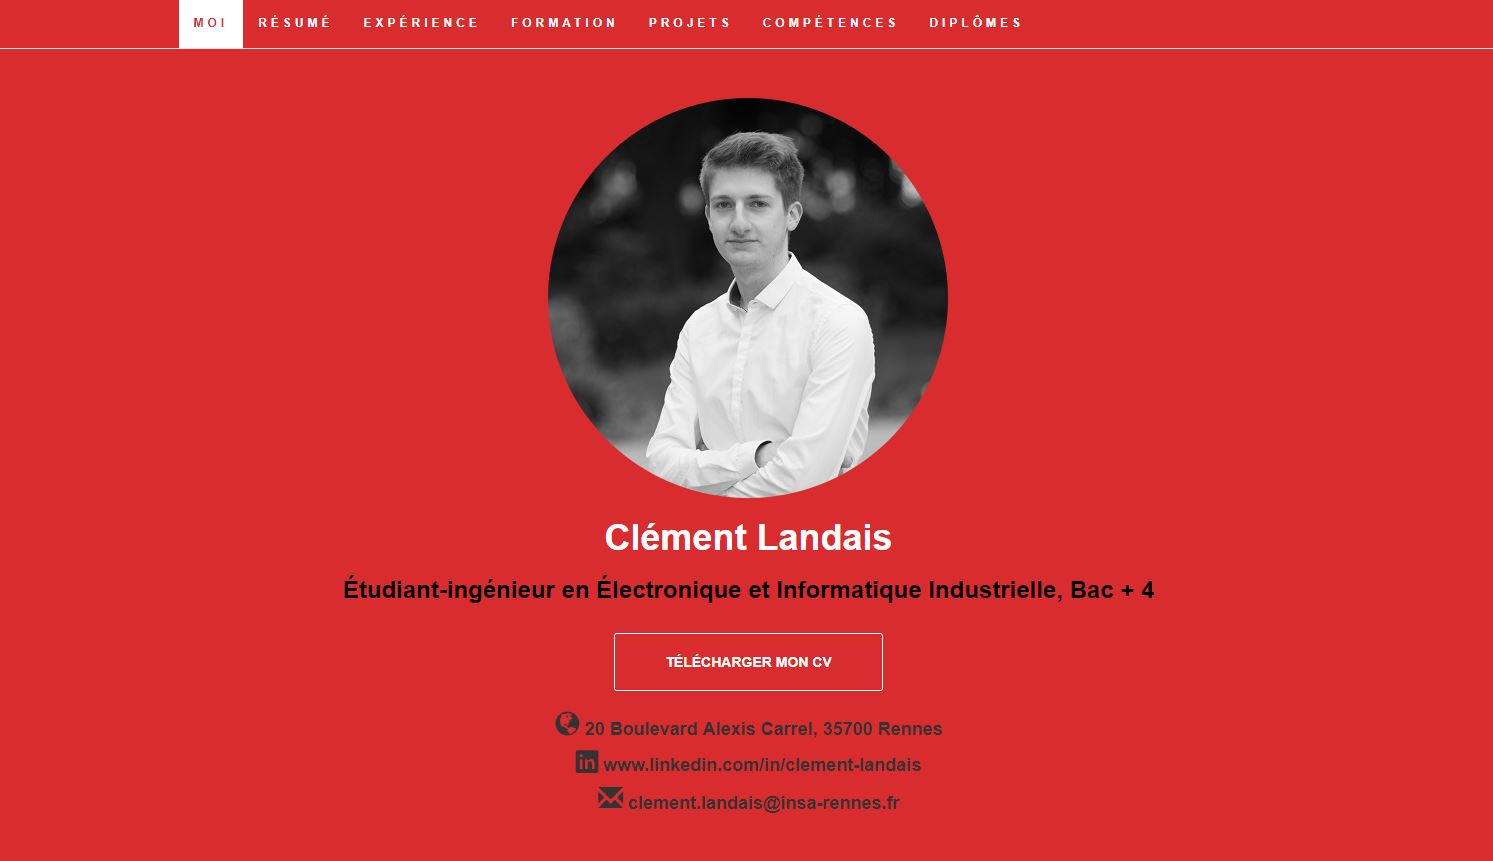 MOI RÉSUMÉ EXPÉRIENCE FORMATION PROJETS COMPÉTENCES DIPLÔMES
Clément Landais
Étudiant-ingénieur en Électronique et Informatique Industrielle, Bac + 4
TÉLÉCHARGER MON CV
20 Boulevard Alexis Carrel, 35700 Rennes
in www.linkedin.com/in/clement-landais
clement.landais@insa-rennes.fr